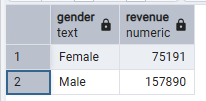 gender revenue
text numeric
1 Female 75191
2 Male 157890